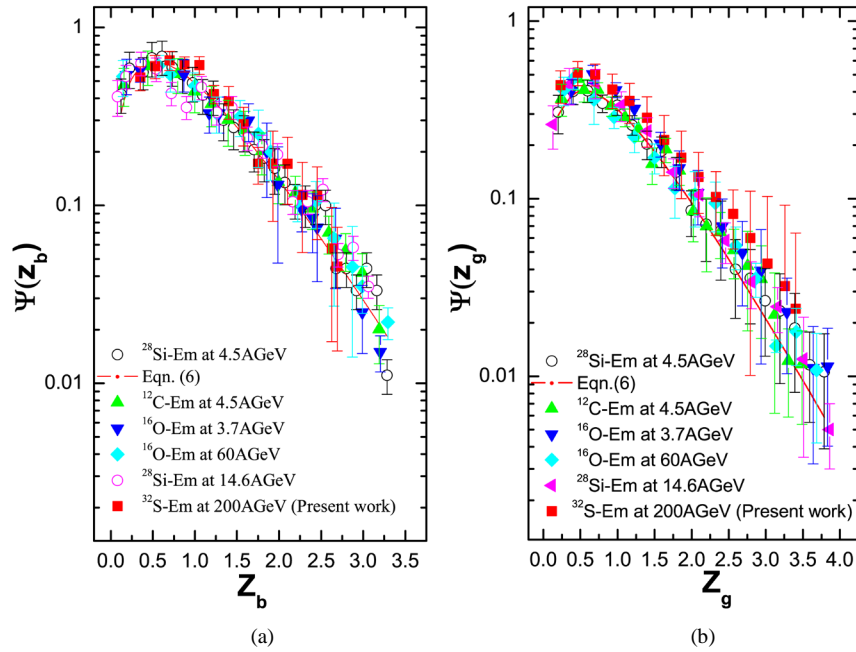 1
0.1
0.01
Ψ(z_b)
²⁸Si-Em at 4.5AGeV
Eqn. (6)
¹²C-Em at 4.5AGeV
¹⁶O-Em at 3.7AGeV
¹⁶O-Em at 60AGeV
²⁸Si-Em at 14.6AGeV
³²S-Em at 200AGeV (Present work)
0.0 0.5 1.0 1.5 2.0 2.5 3.0 3.5
Z_b
(a)
1
0.1
0.01
Ψ(z_g)
²⁸Si-Em at 4.5AGeV
Eqn.(6)
¹²C-Em at 4.5AGeV
¹⁶O-Em at 3.7AGeV
¹⁶O-Em at 60AGeV
²⁸Si-Em at 14.6AGeV
³²S-Em at 200AGeV (Present work)
0.0 0.5 1.0 1.5 2.0 2.5 3.0 3.5 4.0
Z_g
(b)